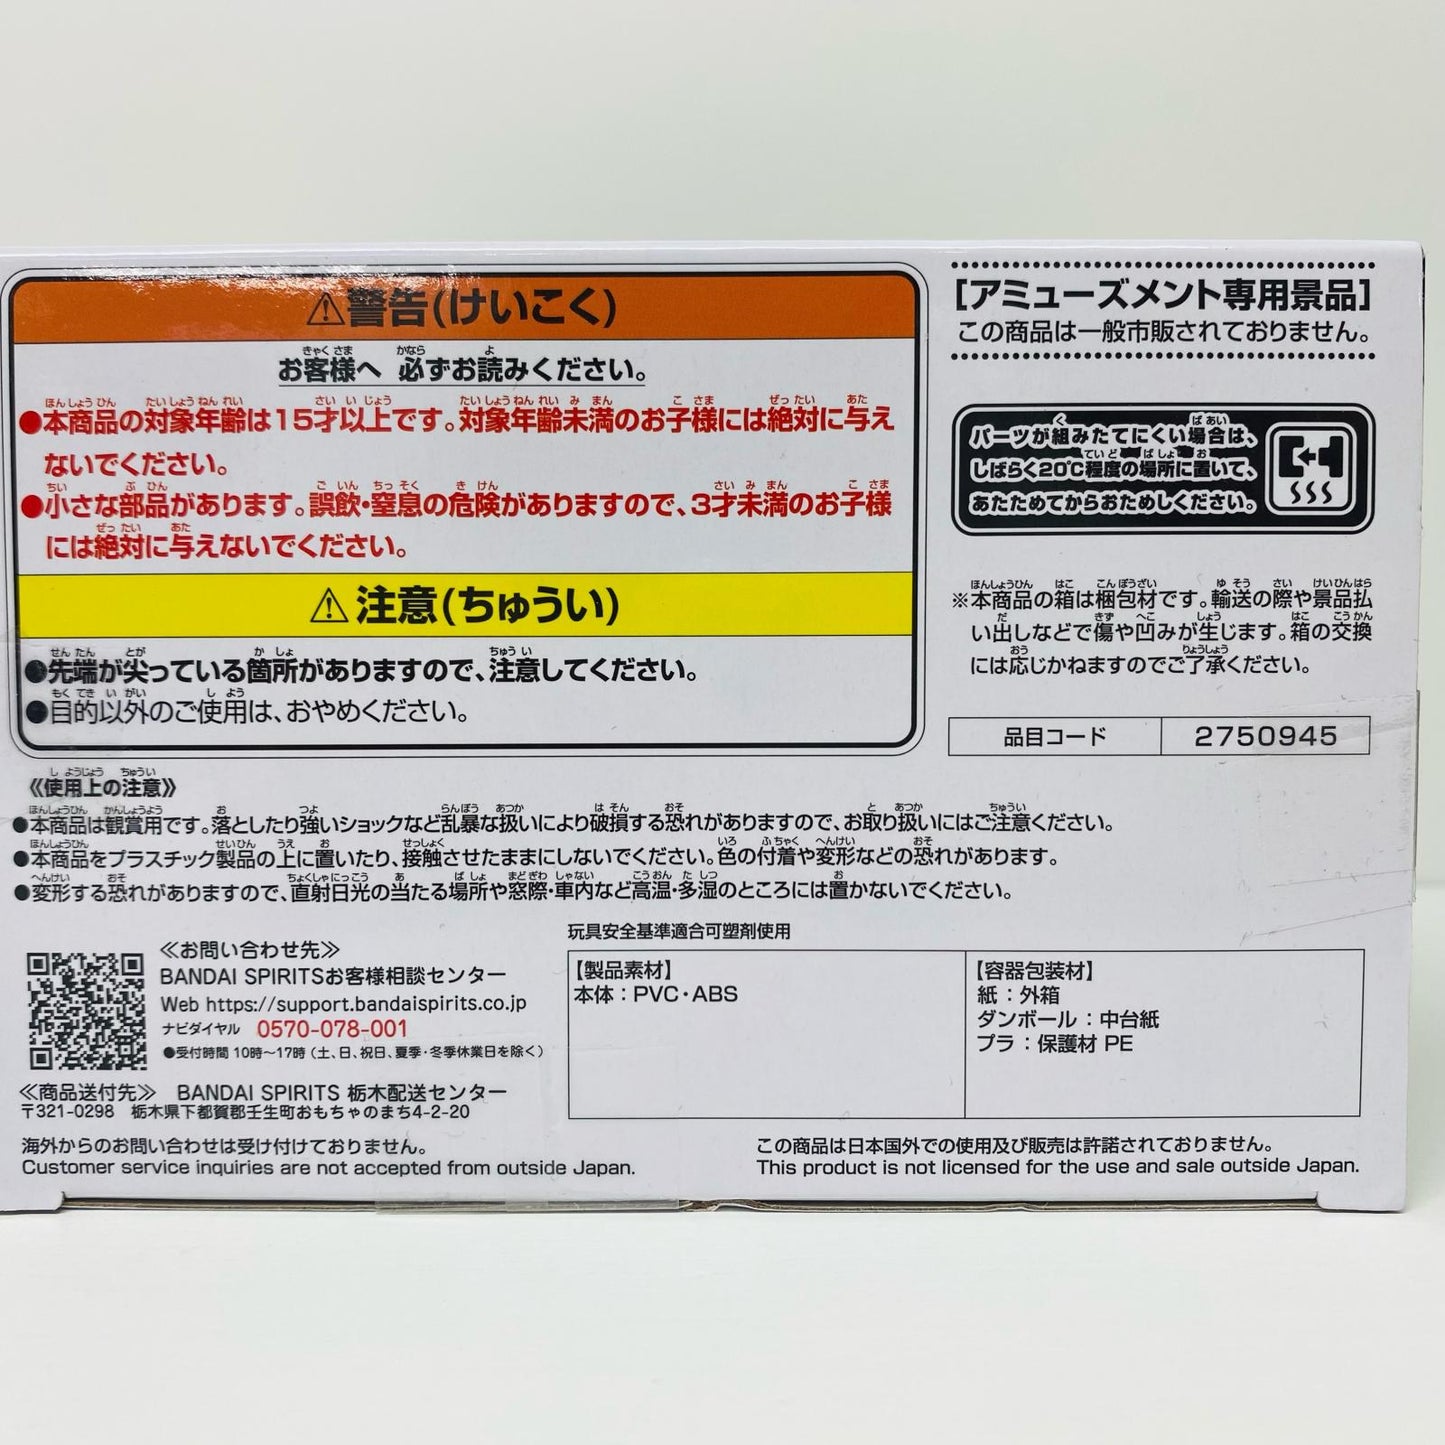 ⚠警告(けいこく)
お客様へ 必ずお読みください。
●本商品の対象年齢は15才以上です。対象年齢未満のお子様には絶対に与え
ないでください。
●小さな部品があります。誤飲・窒息の危険がありますので、3才未満のお子様
には絶対に与えないでください。
⚠注意(ちゅうい)
●先端が尖っている箇所がありますので、注意してください。
●目的以外のご使用は、おやめください。
[アミューズメント専用景品]
この商品は一般市販されておりません。
パーツが組みたてにくい場合は、
しばらく20℃程度の場所に置いて、
あたためてからおためしください。
※本商品の箱は梱包材です。輸送の際や景品払
い出しなどで傷や凹みが生じます。箱の交換
には応じかねますのでご了承ください。
品目コード 2750945
《使用上の注意》
●本商品は観賞用です。落としたり強いショックなど乱暴な扱いにより破損する恐れがありますので、お取り扱いにはご注意ください。
●本商品をプラスチック製品の上に置いたり、接触させたままにしないでください。色の付着や変形などの恐れがあります。
●変形する恐れがありますので、直射日光の当たる場所や窓際・車内など高温・多湿のところには置かないでください。
≪お問い合わせ先≫
BANDAI SPIRITSお客様相談センター
Web https://support.bandaispirits.co.jp
ナビダイヤル 0570-078-001
●受付時間 10時～17時（土、日、祝日、夏季・冬季休業日を除く）
≪商品送付先≫ BANDAI SPIRITS 栃木配送センター
〒321-0298 栃木県下都賀郡壬生町おもちゃのまち4-2-20
玩具安全基準適合可塑剤使用
【製品素材】
本体：PVC・ABS
【容器包装材】
紙：外箱
ダンボール：中台紙
プラ：保護材 PE
海外からのお問い合わせは受け付けておりません。
Customer service inquiries are not accepted from outside Japan.
この商品は日本国外での使用及び販売は許諾されておりません。
This product is not licensed for the use and sale outside Japan.